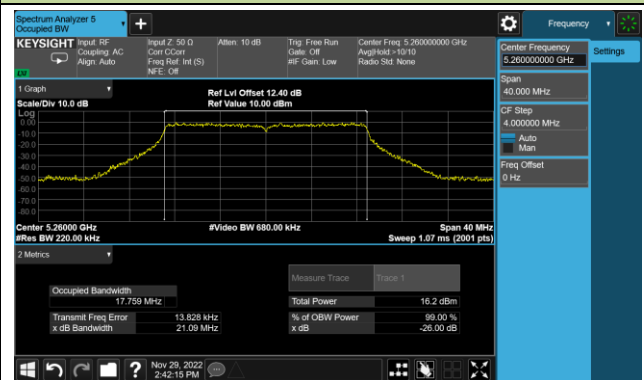 Spectrum Analyzer 5
Occupied BW
Frequency
KEYSIGHT
Input: RF
Coupling: AC
Align: Auto
Input Z: 50 Ω
Corr CCorr
Freq Ref: Int (S)
NFE: Off
Atten: 10 dB
Trig: Free Run
Gate: Off
#IF Gain: Low
Center Freq: 5.260000000 GHz
Avg|Hold:>10/10
Radio Std: None
Center Frequency
5.260000000 GHz
Settings
Span
40.000 MHz
CF Step
4.000000 MHz
Auto
Man
Freq Offset
0 Hz
1 Graph
Scale/Div 10.0 dB
Ref Lvl Offset 12.40 dB
Ref Value 10.00 dBm
Log
0.00
-10.0
-20.0
-30.0
-40.0
-50.0
-60.0
-70.0
-80.0
Center 5.26000 GHz
#Res BW 220.00 kHz
#Video BW 680.00 kHz
Span 40 MHz
Sweep 1.07 ms (2001 pts)
2 Metrics
Measure Trace
Trace 1
Occupied Bandwidth
17.759 MHz
Total Power
16.2 dBm
Transmit Freq Error
13.828 kHz
% of OBW Power
99.00 %
x dB Bandwidth
21.09 MHz
x dB
-26.00 dB
Nov 29, 2022
2:42:15 PM